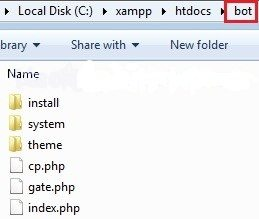 Local Disk (C:) xampp htdocs bot
ibrary Share with New folder
Name
install
system
theme
cp.php
gate.php
index.php